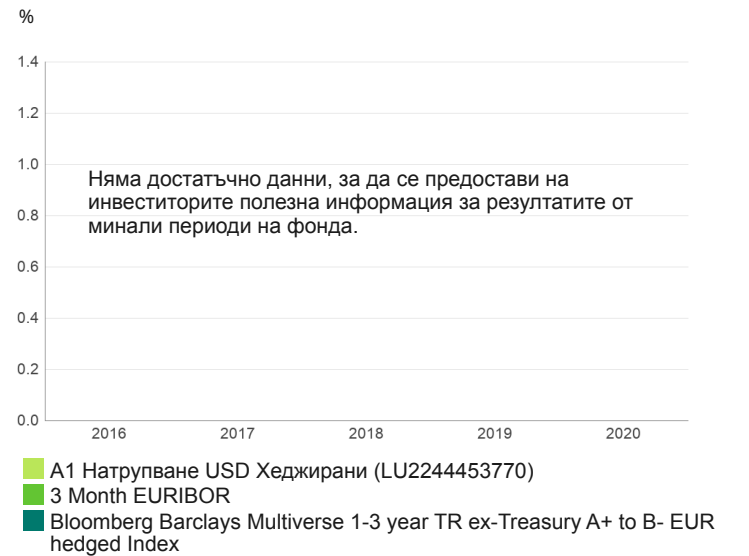 %
1.4
1.2
1.0
Няма достатъчно данни, за да се предостави на
инвеститорите полезна информация за резултатите от
0.8
минали периоди на фонда.
0.6
0.4
0.2
0.0
2016 2017 2018 2019 2020
A1 Натрупване USD Хеджирани (LU2244453770)
3 Month EURIBOR
Bloomberg Barclays Multiverse 1-3 year TR ex-Treasury A+ to B- EUR
hedged Index